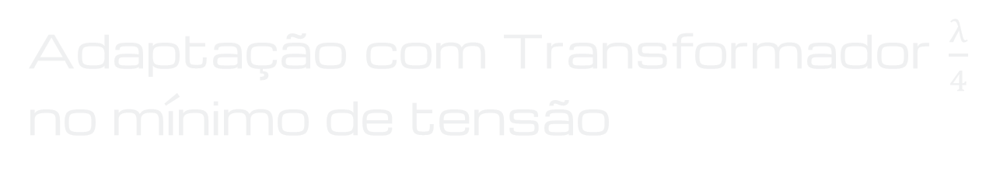 Adaptação com Transformador λ/4
no mínimo de tensão